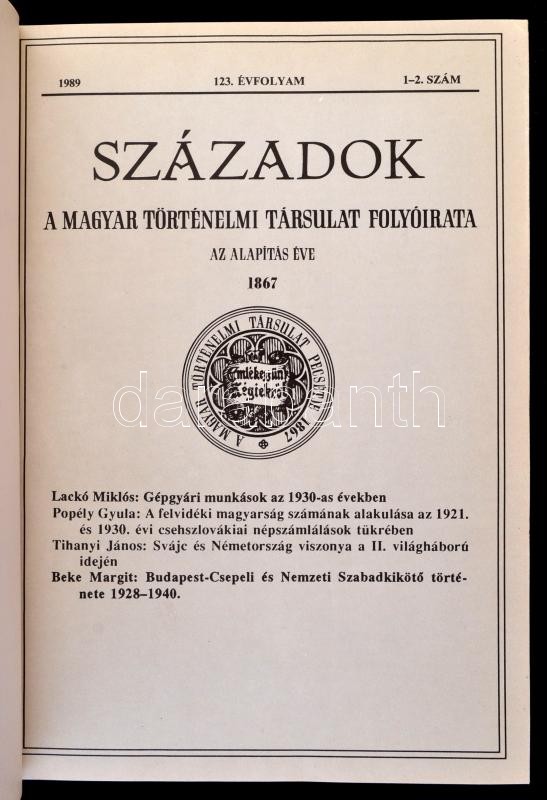 1989 123. ÉVFOLYAM 1–2. SZÁM
SZÁZADOK
A MAGYAR TÖRTÉNELMI TÁRSULAT FOLYÓIRATA
AZ ALAPÍTÁS ÉVE
1867
A MAGYAR TÖRTÉNELMI TÁRSULAT PECSÉTJE 1867
Emlékezzünk
Régiekről
darabanth
Lackó Miklós: Gépgyári munkások az 1930-as években
Popély Gyula: A felvidéki magyarság számának alakulása az 1921.
és 1930. évi csehszlovákiai népszámlálások tükrében
Tihanyi János: Svájc és Németország viszonya a II. világháború
idején
Beke Margit: Budapest-Csepeli és Nemzeti Szabadkikötő törté-
nete 1928–1940.